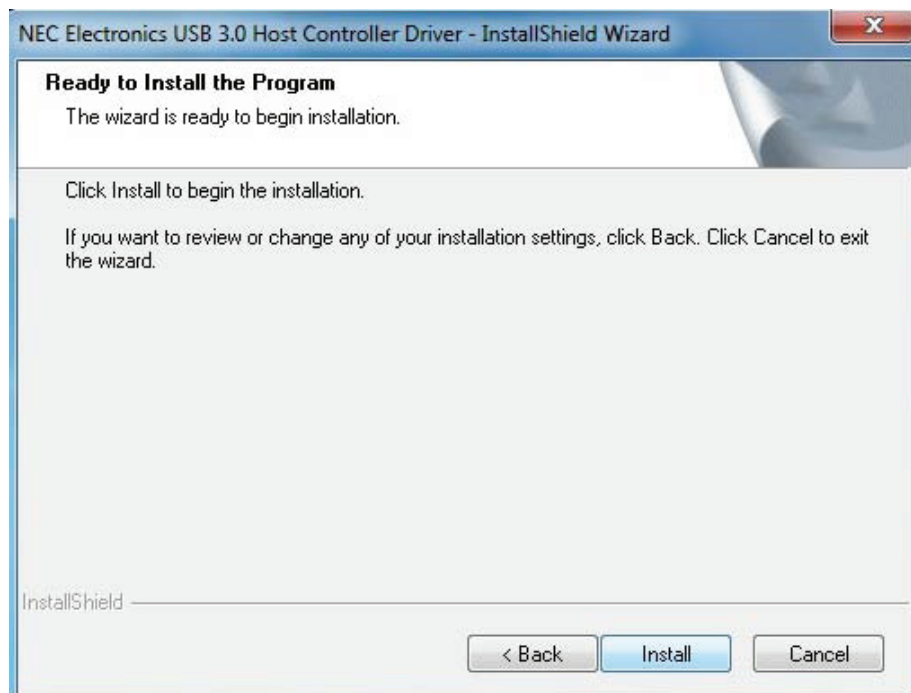 NEC Electronics USB 3.0 Host Controller Driver - InstallShield Wizard
X
Ready to Install the Program
The wizard is ready to begin installation.
Click Install to begin the installation.
If you want to review or change any of your installation settings, click Back. Click Cancel to exit
the wizard.
InstallShield
< Back
Install
Cancel